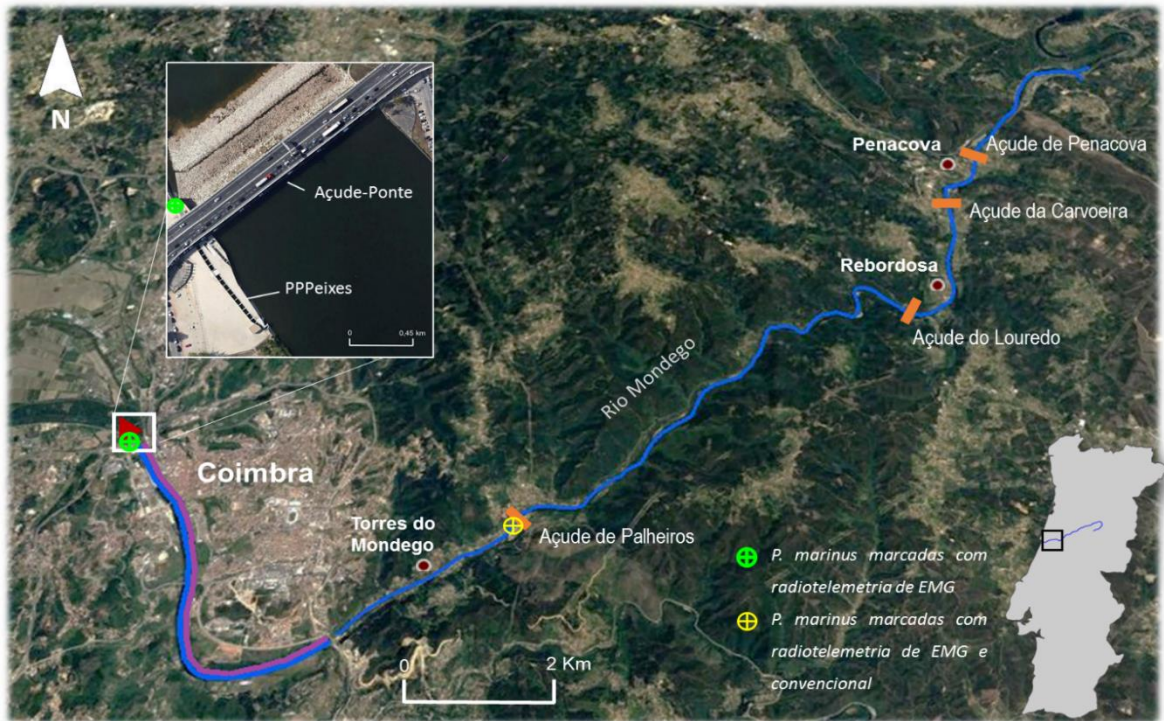 N
Açude-Ponte
PPPeixes
0
0.45 km
Penacova
Açude de Penacova
Açude da Carvoeira
Rebordosa
Açude do Louredo
Rio Mondego
Coimbra
Torres do
Mondego
Açude de Palheiros
0
2 Km
P. marinus marcadas com
radiotelemetria de EMG
P. marinus marcadas com
radiotelemetria de EMG e
convencional